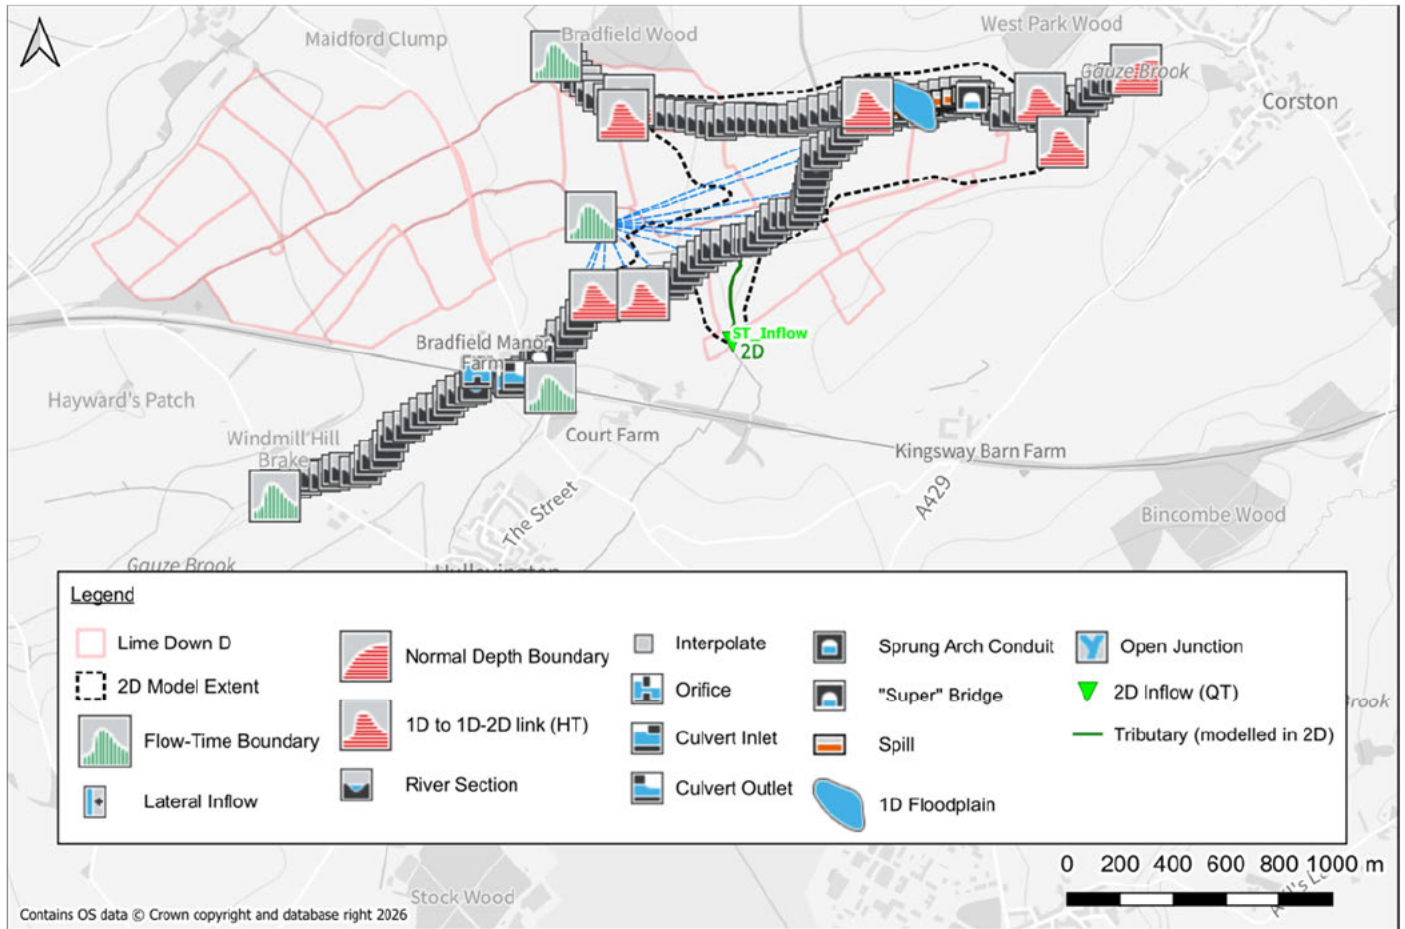 Maidford Clump
Bradfield Wood
West Park Wood
Gauze Brook
Corston
ST_Inflow
2D
Bradfield Manor
Farm
Hayward's Patch
Windmill Hill
Brake
Court Farm
Kingsway Barn Farm
The Street
A429
Bincombe Wood
Gauze Brook
Hullavington
Legend
Lime Down D
2D Model Extent
Flow-Time Boundary
Lateral Inflow
Normal Depth Boundary
1D to 1D-2D link (HT)
River Section
Interpolate
Orifice
Culvert Inlet
Culvert Outlet
Sprung Arch Conduit
"Super" Bridge
Spill
1D Floodplain
Open Junction
2D Inflow (QT)
Tributary (modelled in 2D)
Brook
Stock Wood
0 200 400 600 800 1000 m
Contains OS data © Crown copyright and database right 2026